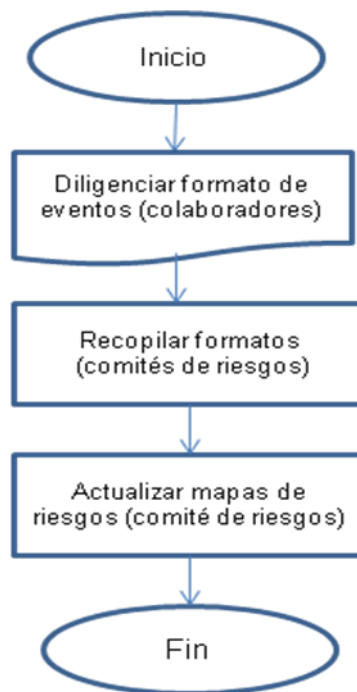 Inicio
Diligenciar formato de
eventos (colaboradores)
Recopilar formatos
(comités de riesgos)
Actualizar mapas de
riesgos (comité de riesgos)
Fin